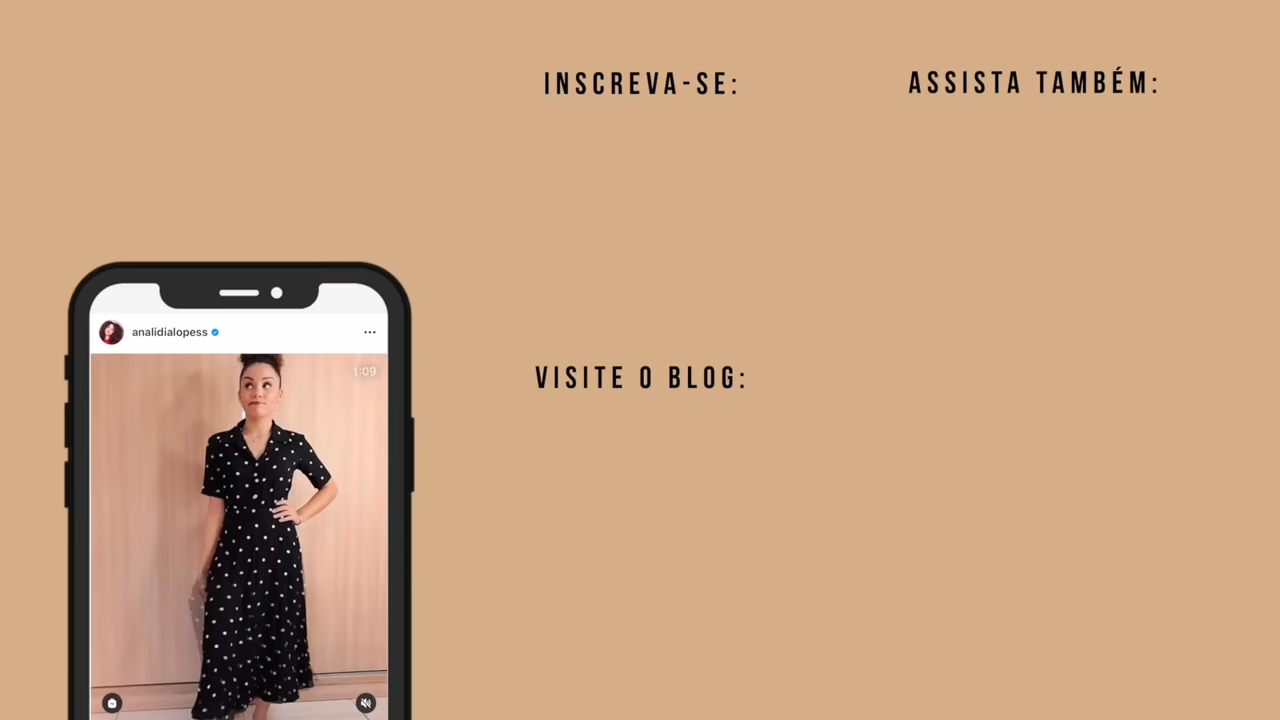 INSCREVA-SE:
ASSISTA TAMBÉM:
analidialopess
1:09
VISITE O BLOG: